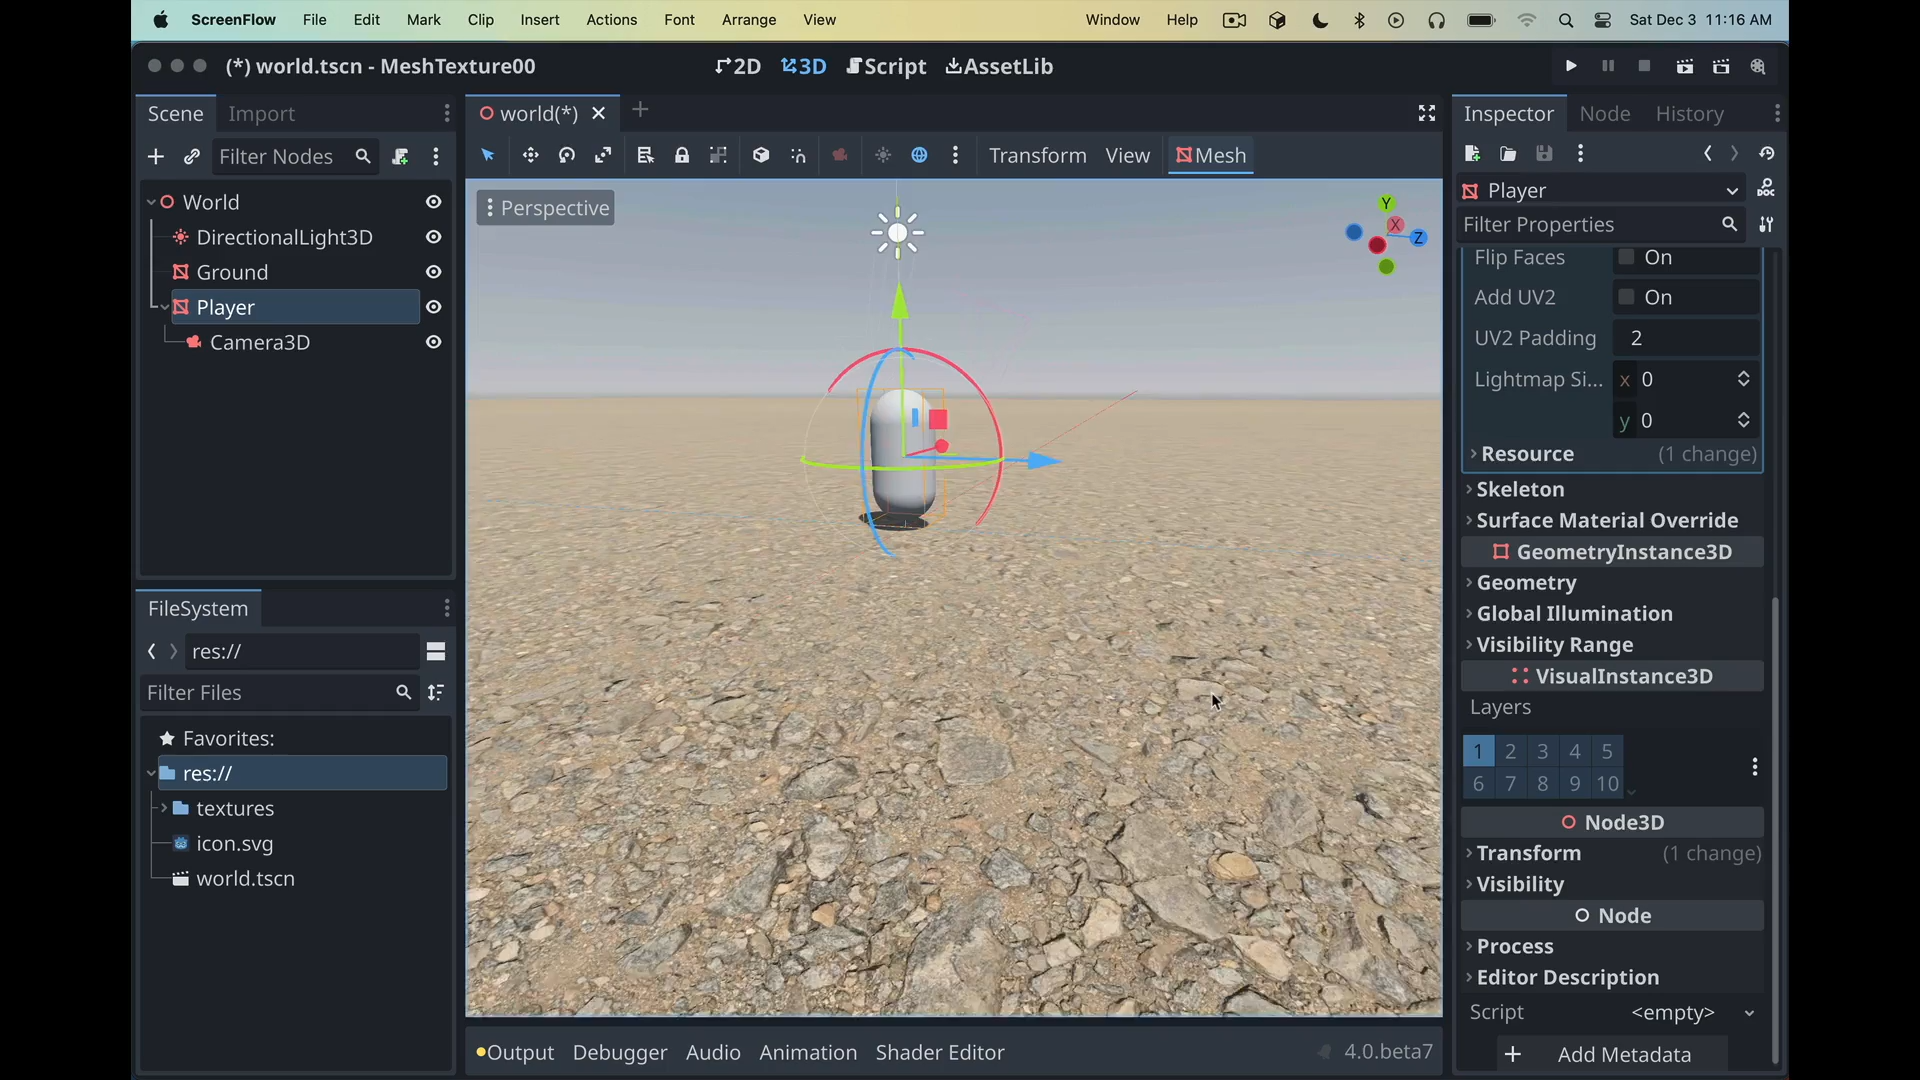 ScreenFlow File Edit Mark Clip Insert Actions Font Arrange View Window Help Sat Dec 3 11:16 AM
(*) world.tscn - MeshTexture00 2D 3D Script AssetLib
Scene Import
world(*)
Inspector Node History
Filter Nodes
Transform View Mesh
World
DirectionalLight3D
Ground
Player
Camera3D
Perspective
Y
X
Z
Player
Filter Properties
Flip Faces On
Add UV2 On
UV2 Padding 2
Lightmap Si... x 0
y 0
Resource (1 change)
Skeleton
Surface Material Override
GeometryInstance3D
Geometry
Global Illumination
Visibility Range
VisualInstance3D
Layers
1 2 3 4 5
6 7 8 9 10
Node3D
Transform (1 change)
Visibility
Node
Process
Editor Description
Script <empty>
Add Metadata
FileSystem
res://
Filter Files
Favorites:
res://
textures
icon.svg
world.tscn
Output Debugger Audio Animation Shader Editor 4.0.beta7